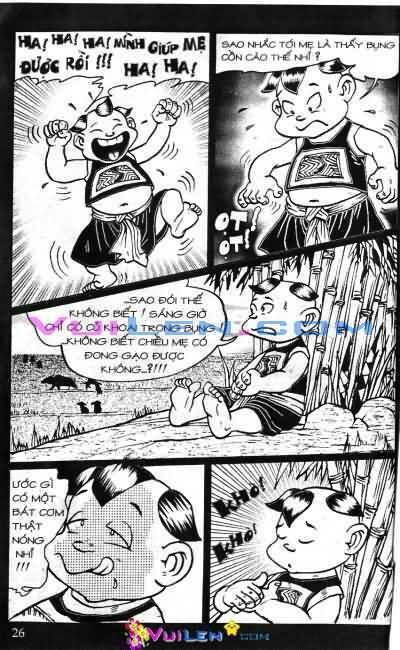 HA! HA! HA! MÌNH GIÚP MẸ
ĐƯỢC RỒI !!!
HA! HA!
SAO NHẮC TỚI MẸ LÀ THẤY BỤNG
CỒN CÀO THẾ NHỈ ?
ỌT!
ỌT!
...SAO ĐÓI THẾ
KHÔNG BIẾT ! SÁNG GIỜ
CHỈ CÓ CỦ KHOAI TRONG BỤNG
KHÔNG BIẾT CHIỀU MẸ CÓ
ĐONG GẠO ĐƯỢC
KHÔNG...?!!!
VuiLen.com
ƯỚC GÌ
CÓ MỘT
BÁT CƠM
THẬT
NÓNG
NHỈ
!!!
KHÒ!
KHÒ!
26
VuiLen.com